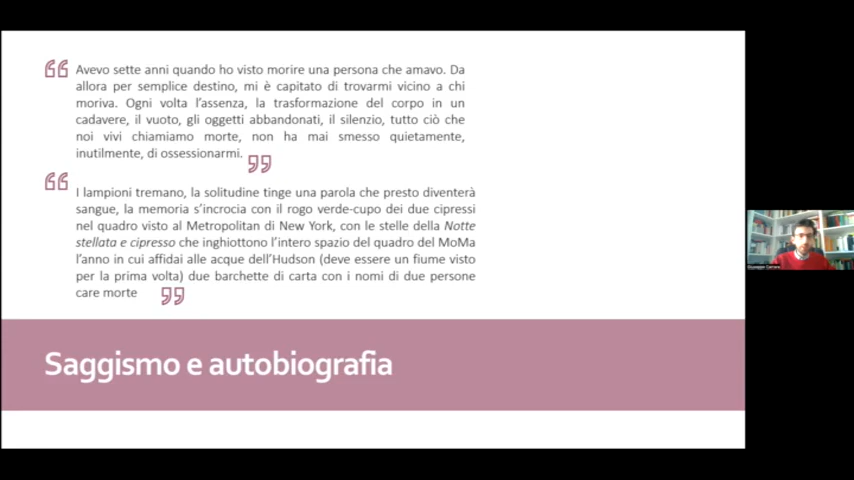 Avevo sette anni quando ho visto morire una persona che amavo. Da
allora per semplice destino, mi è capitato di trovarmi vicino a chi
moriva. Ogni volta l'assenza, la trasformazione del corpo in un
cadavere, il vuoto, gli oggetti abbandonati, il silenzio, tutto ciò che
noi vivi chiamiamo morte, non ha mai smesso quietamente,
inutilmente, di ossessionarmi.
I lampioni tremano, la solitudine tinge una parola che presto diventerà
sangue, la memoria s'incrocia con il rogo verde-cupo dei due cipressi
nel quadro visto al Metropolitan di New York, con le stelle della Notte
stellata e cipresso che inghiottono l'intero spazio del quadro del MoMa
l'anno in cui affidai alle acque dell'Hudson (deve essere un fiume visto
per la prima volta) due barchette di carta con i nomi di due persone
care morte
Saggismo e autobiografia